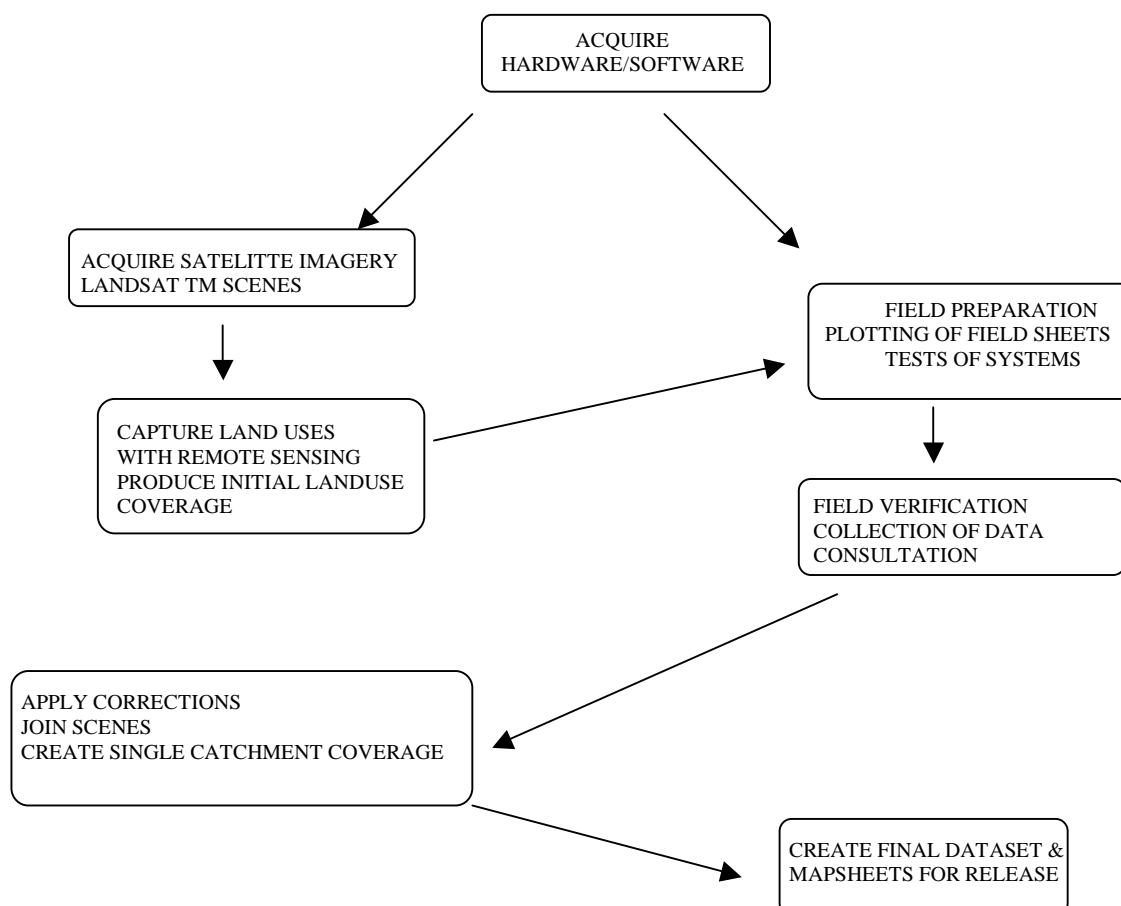 ACQUIRE
HARDWARE/SOFTWARE
ACQUIRE SATELITTE IMAGERY
LANDSAT TM SCENES
FIELD PREPARATION
PLOTTING OF FIELD SHEETS
TESTS OF SYSTEMS
CAPTURE LAND USES
WITH REMOTE SENSING
PRODUCE INITIAL LANDUSE
COVERAGE
FIELD VERIFICATION
COLLECTION OF DATA
CONSULTATION
APPLY CORRECTIONS
JOIN SCENES
CREATE SINGLE CATCHMENT COVERAGE
CREATE FINAL DATASET &
MAPSHEETS FOR RELEASE